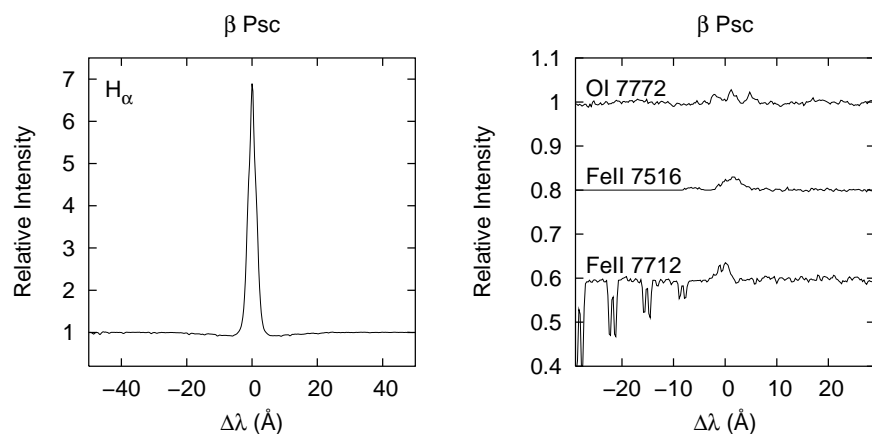 β Psc
Relative Intensity
7
6
5
4
3
2
1
Hα
−40 −20 0 20 40
Δλ (Å)
β Psc
Relative Intensity
1.1
1
0.9
0.8
0.7
0.6
0.5
0.4
OI 7772
FeII 7516
FeII 7712
−20 −10 0 10 20
Δλ (Å)